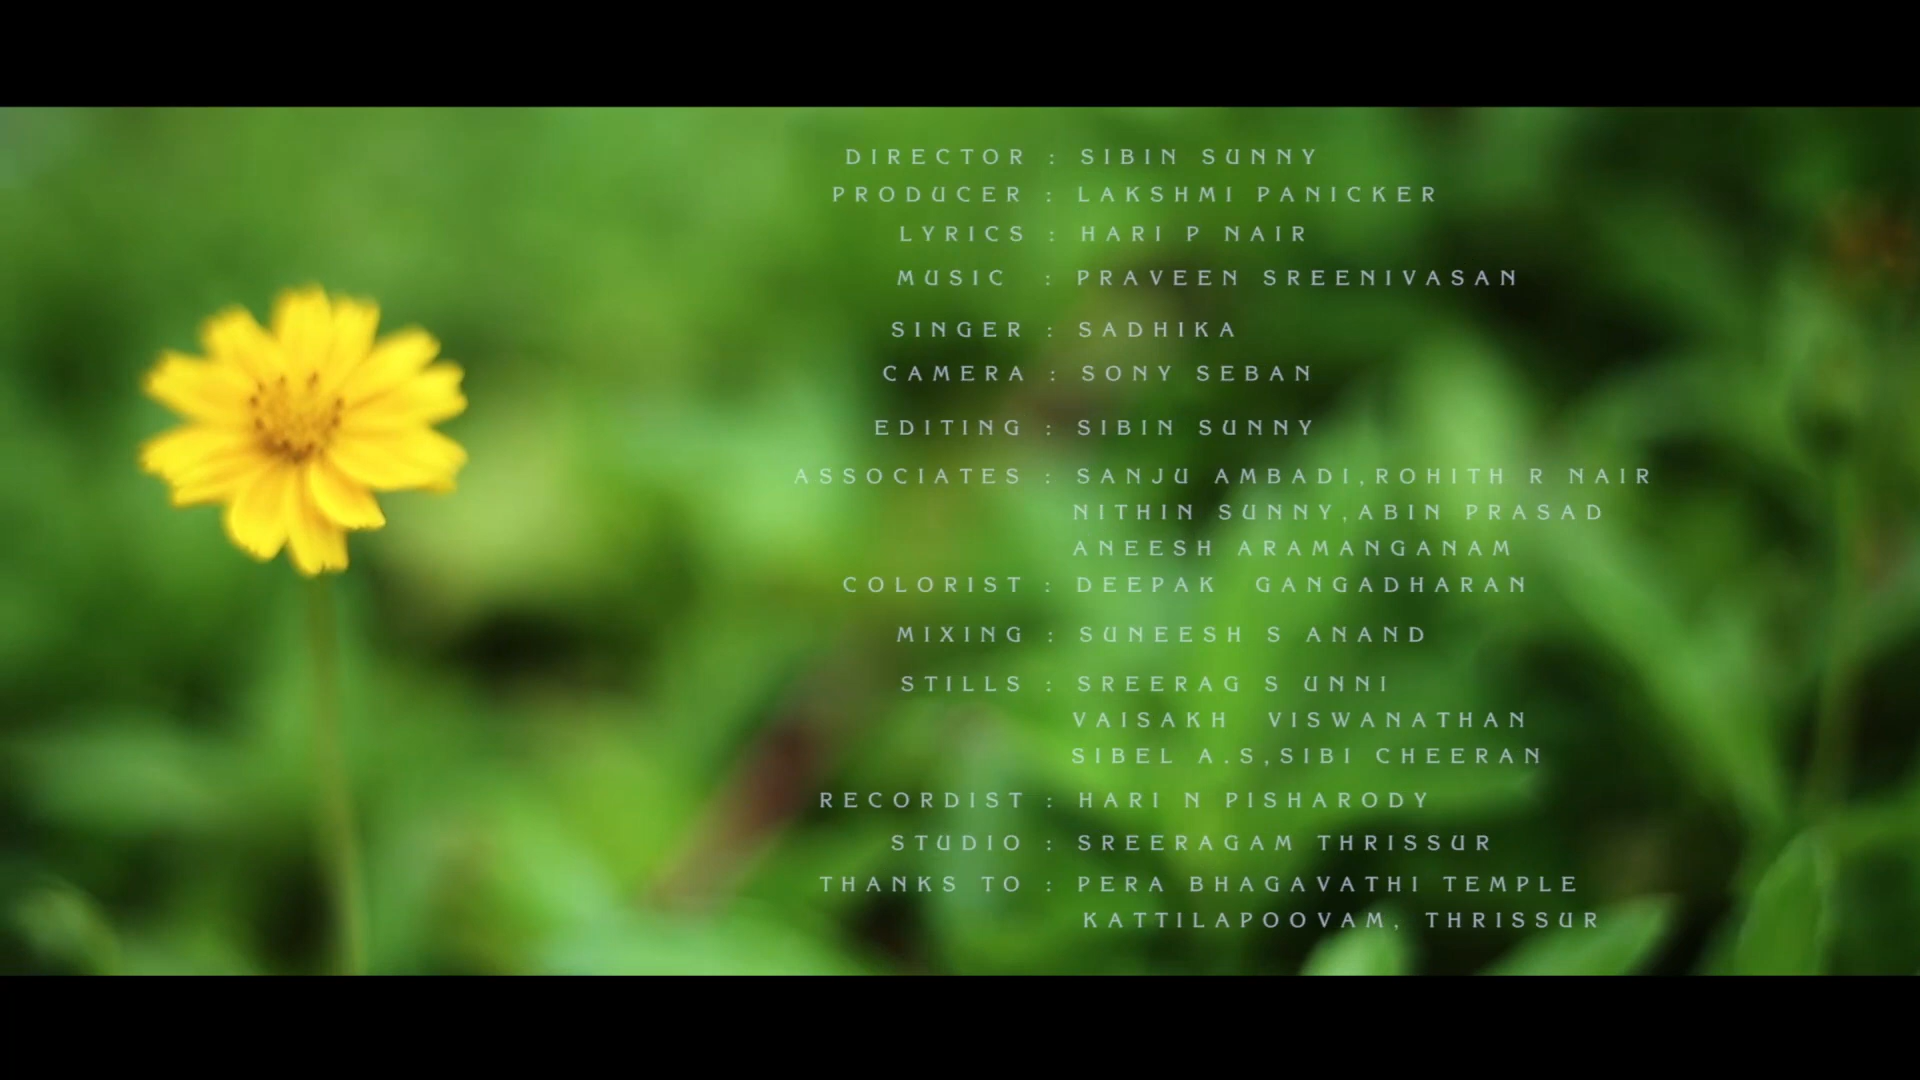 DIRECTOR : SIBIN SUNNY
PRODUCER : LAKSHMI PANICKER
LYRICS : HARI P NAIR
MUSIC : PRAVEEN SREENIVASAN
SINGER : SADHIKA
CAMERA : SONY SEBAN
EDITING : SIBIN SUNNY
ASSOCIATES : SANJU AMBADI,ROHITH R NAIR
NITHIN SUNNY,ABIN PRASAD
ANEESH ARAMANGANAM
COLORIST : DEEPAK GANGADHARAN
MIXING : SUNEESH S ANAND
STILLS : SREERAG S UNNI
VAISAKH VISWANATHAN
SIBEL A.S,SIBI CHEERAN
RECORDIST : HARI N PISHARODY
STUDIO : SREERAGAM THRISSUR
THANKS TO : PERA BHAGAVATHI TEMPLE
KATTILAPOOVAM, THRISSUR